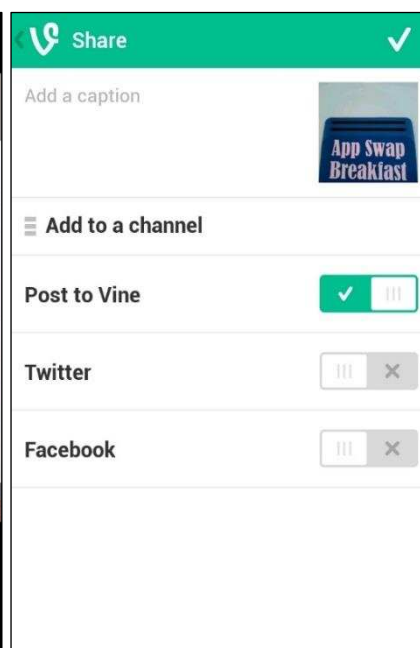 Share
Add a caption
App Swap
Breakfast
Add to a channel
Post to Vine
Twitter
Facebook